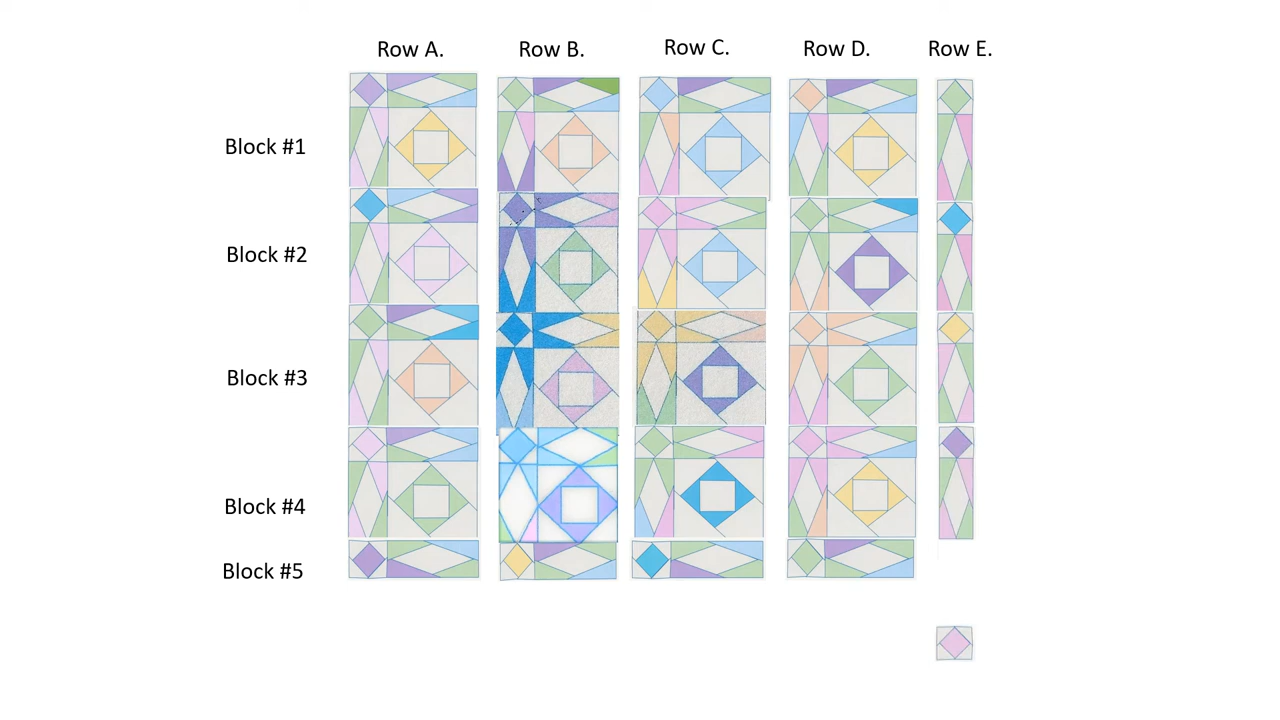 Row A. Row B. Row C. Row D. Row E.
Block #1
Block #2
Block #3
Block #4
Block #5